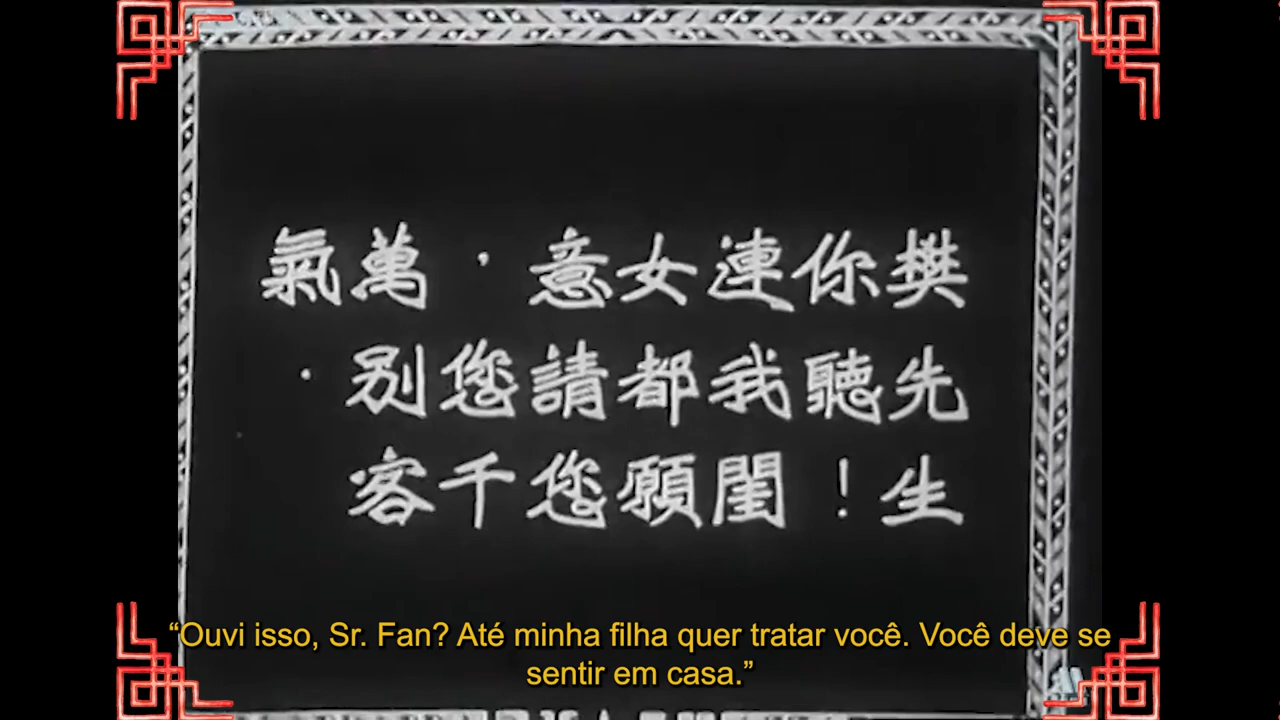 樊先生
你聽！
連我閨
女都願
意請您
，您千
萬別客
氣．
“Ouvi isso, Sr. Fan? Até minha filha quer tratar você. Você deve se
sentir em casa.”